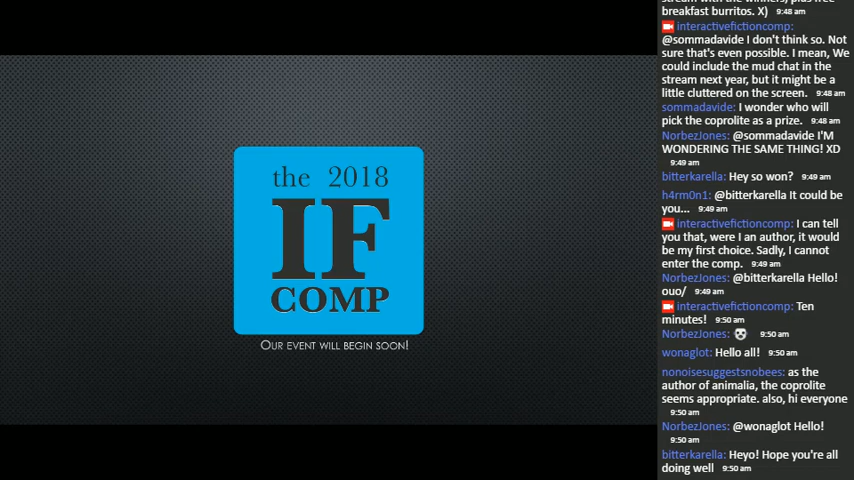 the 2018
IF
COMP
OUR EVENT WILL BEGIN SOON!
stream with the winners, plus free
breakfast burritos. X) 9:48 am
interactivefictioncomp:
@sommadavide I don't think so. Not
sure that's even possible. I mean, We
could include the mud chat in the
stream next year, but it might be a
little cluttered on the screen. 9:48 am
sommadavide: I wonder who will
pick the coprolite as a prize. 9:48 am
NorbezJones: @sommadavide I'M
WONDERING THE SAME THING! XD
9:49 am
bitterkarella: Hey so won? 9:49 am
h4rm0n1: @bitterkarella It could be
you... 9:49 am
interactivefictioncomp: I can tell
you that, were I an author, it would
be my first choice. Sadly, I cannot
enter the comp. 9:49 am
NorbezJones: @bitterkarella Hello!
ouo/ 9:49 am
interactivefictioncomp: Ten
minutes! 9:50 am
NorbezJones: 9:50 am
wonaglot: Hello all! 9:50 am
nonoisesuggestsnobees: as the
author of animalia, the coprolite
seems appropriate. also, hi everyone
9:50 am
NorbezJones: @wonaglot Hello!
9:50 am
bitterkarella: Heyo! Hope you're all
doing well 9:50 am